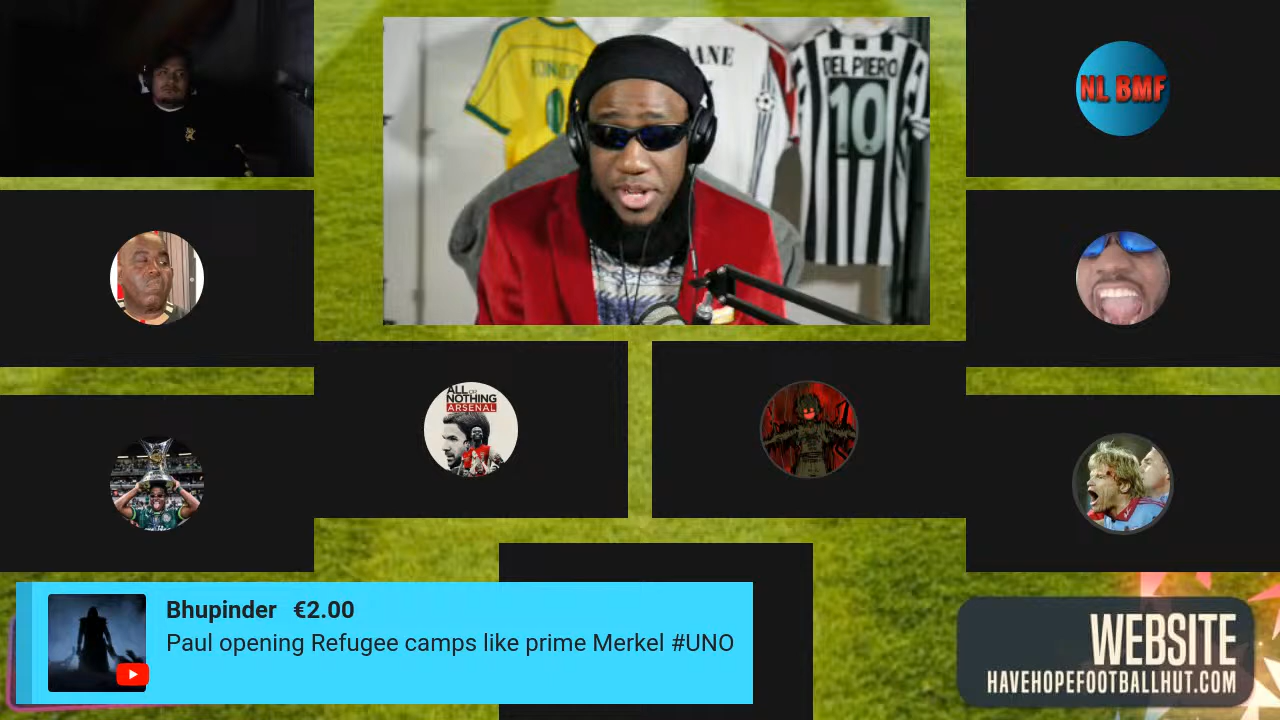 DEL PIERO
10
NL BMF
ALL or
NOTHING
ARSENAL
Bhupinder €2.00
Paul opening Refugee camps like prime Merkel #UNO
WEBSITE
HAVEHOPEFOOTBALLHUT.COM